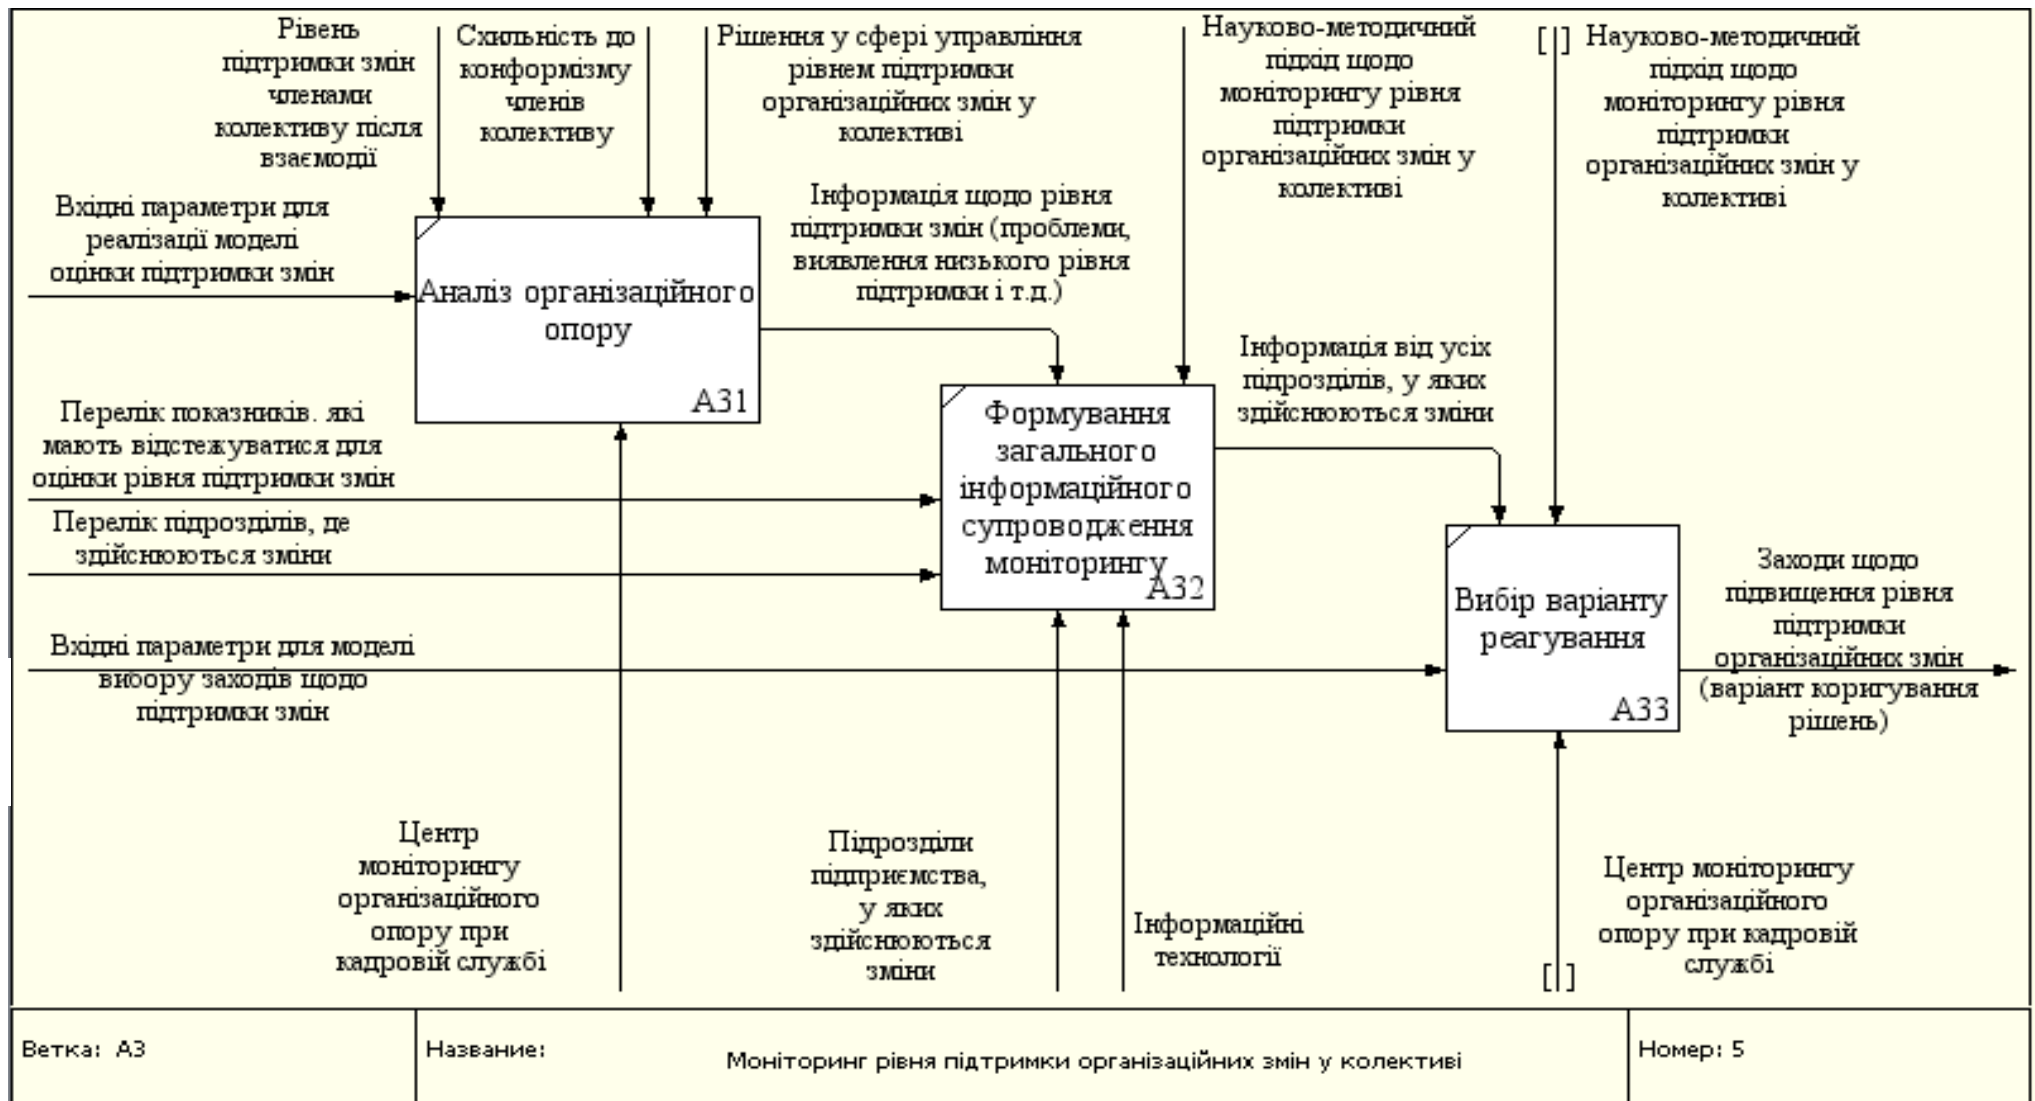 Рівень
підтримки змін
членами
колективу після
взаємодії
Схильність до
конформізму
членів
колективу
Рішення у сфері управління
рівнем підтримки
організаційних змін у
колективі
Науково-методичний
підхід щодо
моніторингу рівня
підтримки
організаційних змін у
колективі
[ ]
Науково-методичний
підхід щодо
моніторингу рівня
підтримки
організаційних змін у
колективі
Вхідні параметри для
реалізації моделі
оцінки підтримки змін
Аналіз організаційного
опору
A31
Інформація щодо рівня
підтримки змін (проблеми,
виявлення низького рівня
підтримки і т.д.)
Перелік показників. які
мають відстежуватися для
оцінки рівня підтримки змін
Перелік підрозділів, де
здійснюються зміни
Формування
загального
інформаційного
супроводження
моніторингу
A32
Інформація від усіх
підрозділів, у яких
здійснюються зміни
Вхідні параметри для моделі
вибору заходів щодо
підтримки змін
Вибір варіанту
реагування
A33
Заходи щодо
підвищення рівня
підтримки
організаційних змін
(варіант коригування
рішень)
Центр
моніторингу
організаційного
опору при
кадровій службі
Підрозділи
підприємства,
у яких
здійснюються
зміни
Інформаційні
технології
[ ]
Центр моніторингу
організаційного
опору при кадровій
службі
Ветка: A3
Название:
Моніторинг рівня підтримки організаційних змін у колективі
Номер: 5